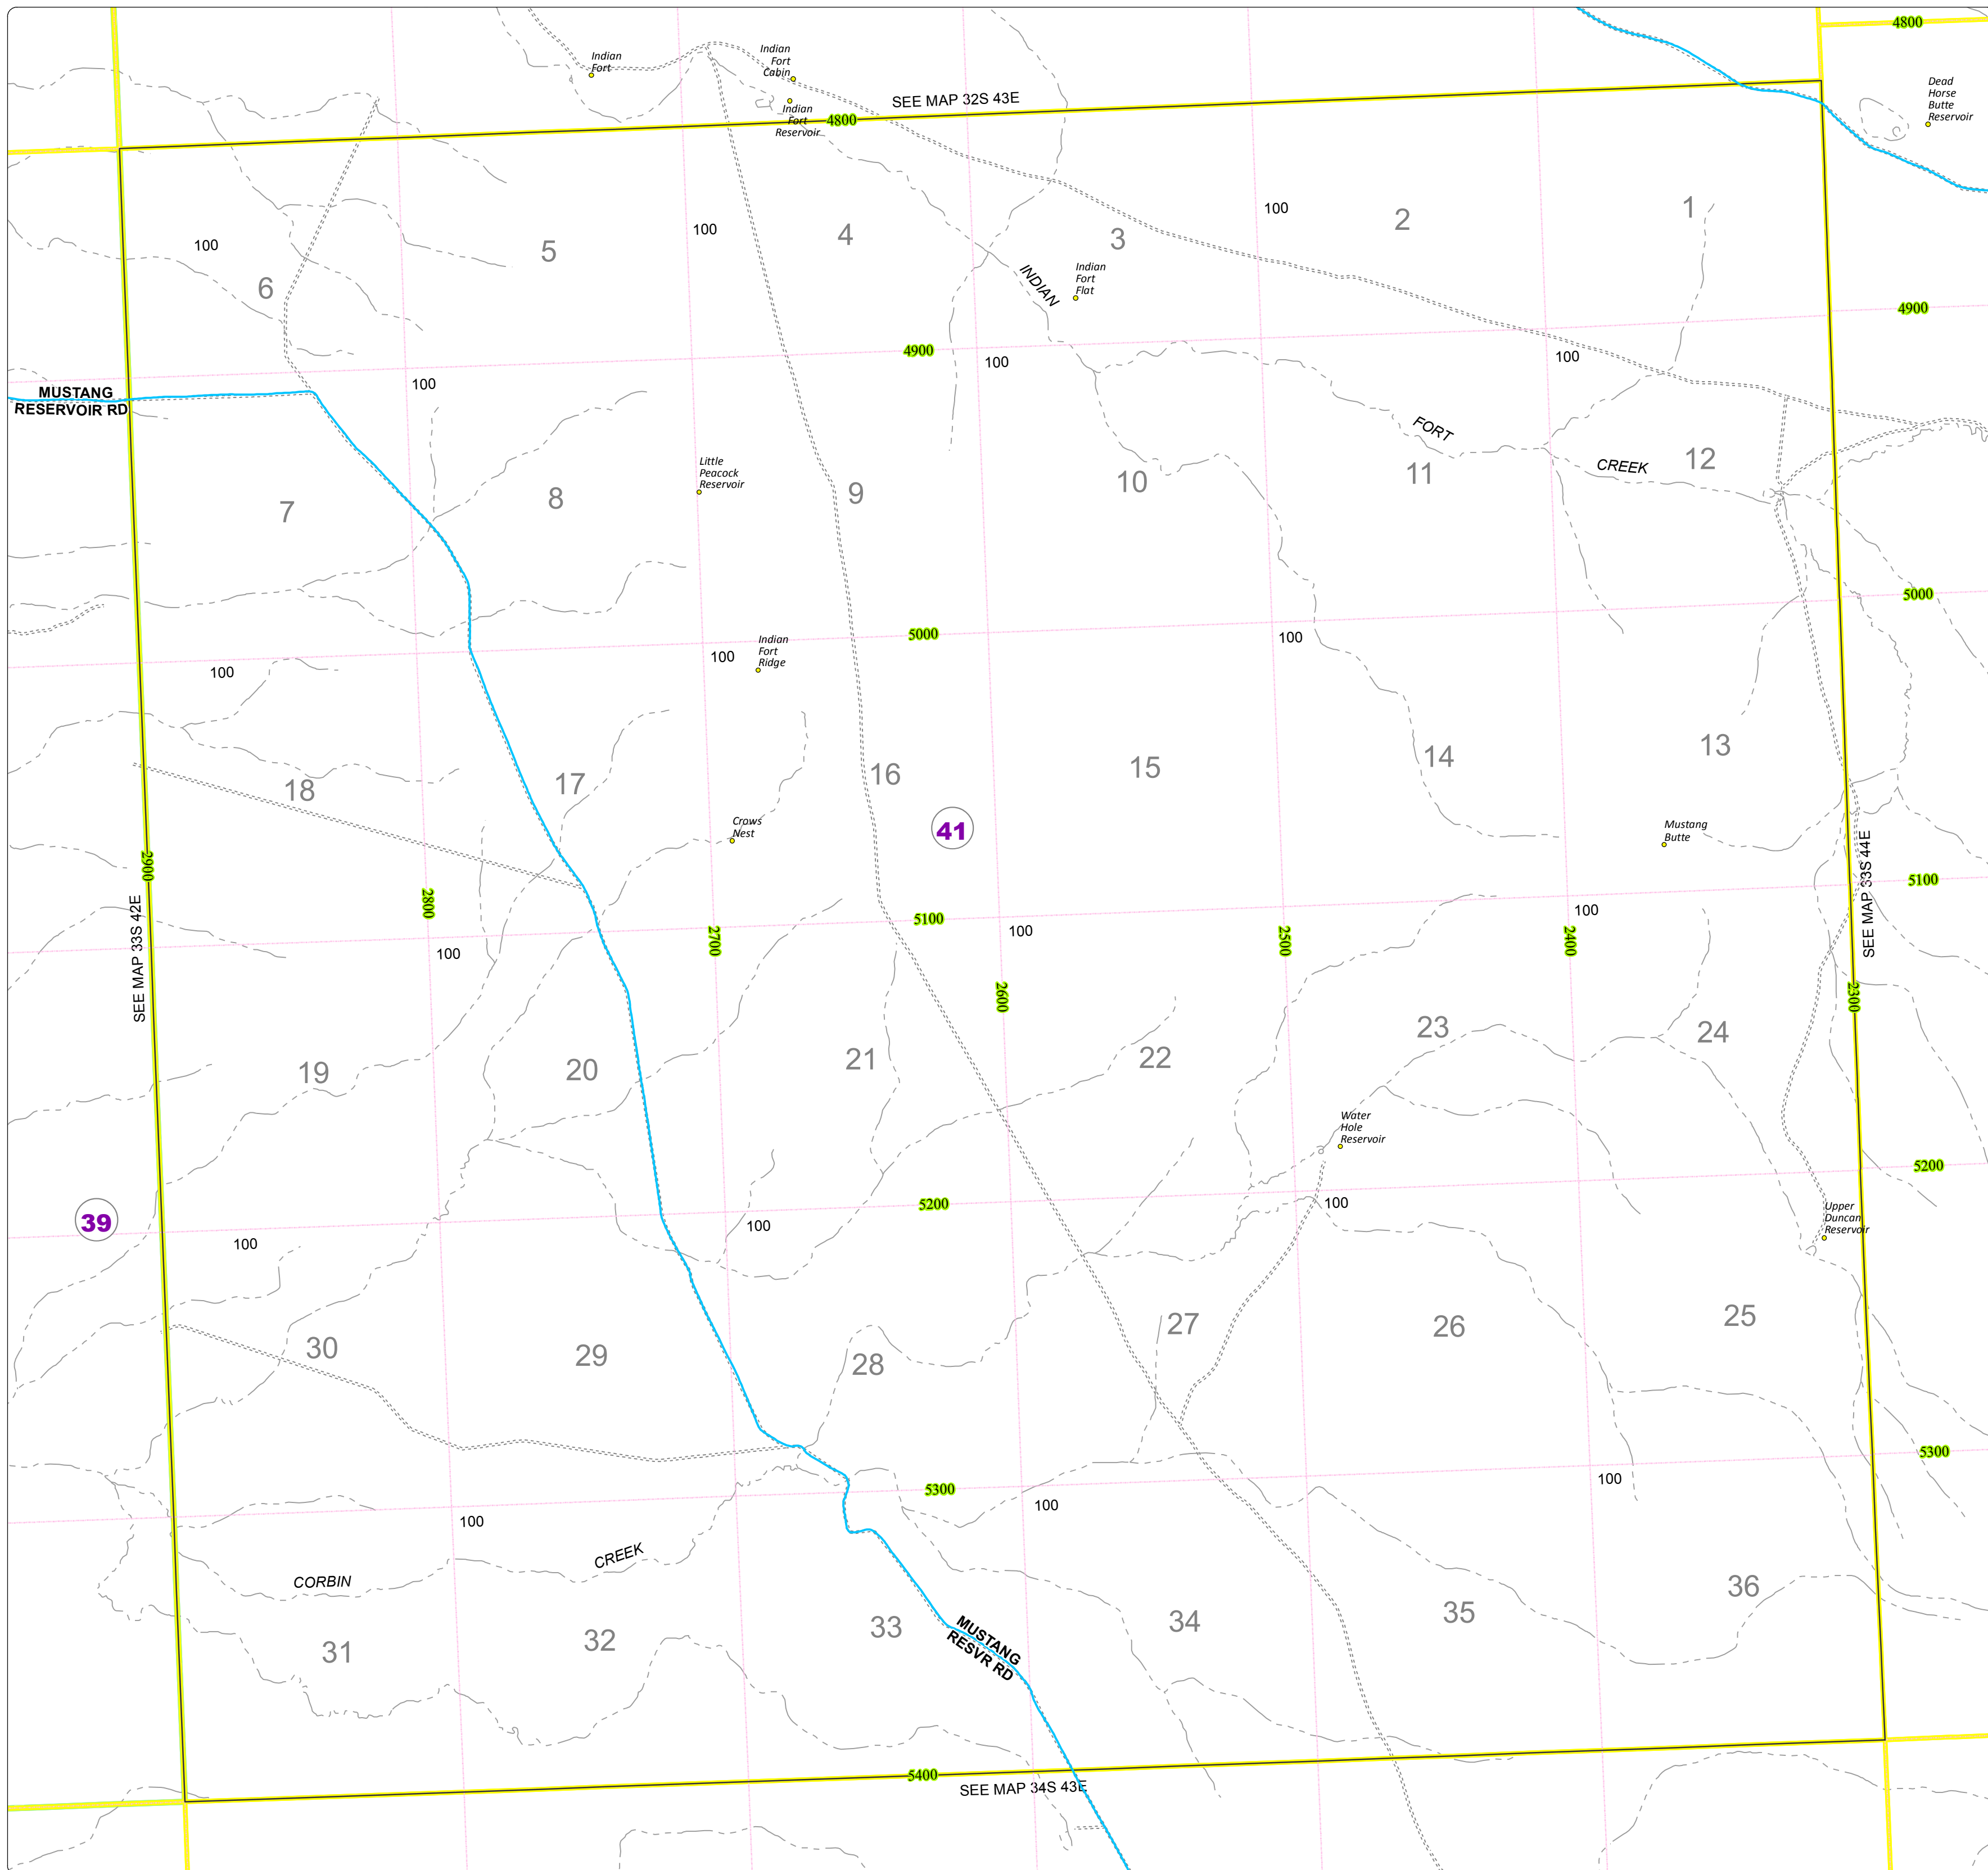 4800
Indian
Fort
Indian
Fort
Cabin
Indian
Fort
Reservoir
SEE MAP 32S 43E
4800
Dead
Horse
Butte
Reservoir
100
6
5
100
4
3
100
2
1
INDIAN
Indian
Fort
Flat
4900
4900
100
100
100
MUSTANG
RESERVOIR RD
FORT
CREEK
Little
Peacock
Reservoir
7
8
9
10
11
12
5000
5000
100
100
100
Indian
Fort
Ridge
18
17
16
15
14
13
Crows
Nest
41
Mustang
Butte
SEE MAP 33S 44E
2900
SEE MAP 33S 42E
2800
2700
2600
2500
2400
2300
5100
5100
100
100
100
19
20
21
22
23
24
Water
Hole
Reservoir
39
5200
5200
100
100
100
Upper
Duncan
Reservoir
30
29
28
27
26
25
5300
5300
100
100
100
CORBIN
CREEK
31
32
33
34
35
36
MUSTANG
RESVR RD
5400
SEE MAP 34S 43E